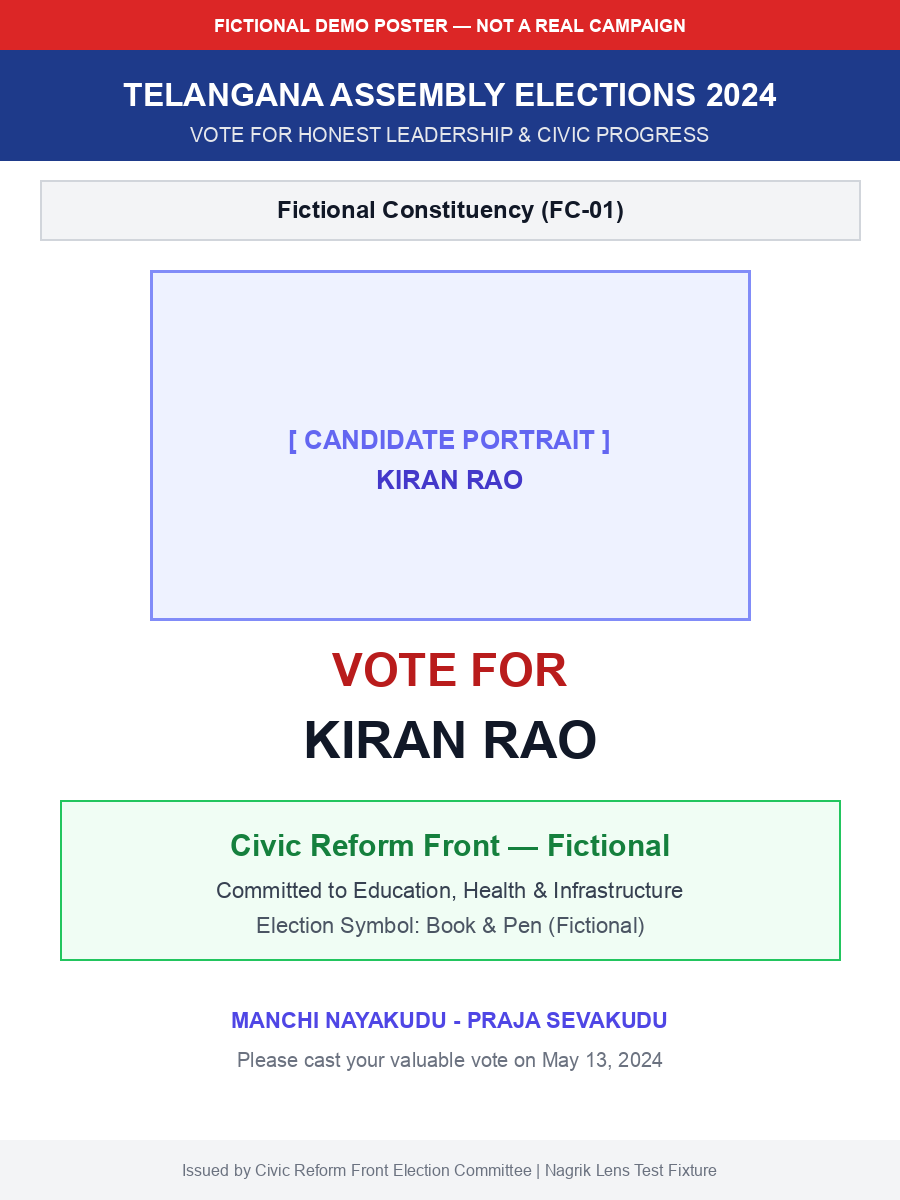 FICTIONAL DEMO POSTER — NOT A REAL CAMPAIGN
TELANGANA ASSEMBLY ELECTIONS 2024
VOTE FOR HONEST LEADERSHIP & CIVIC PROGRESS
Fictional Constituency (FC-01)
[ CANDIDATE PORTRAIT ]
KIRAN RAO
VOTE FOR
KIRAN RAO
Civic Reform Front — Fictional
Committed to Education, Health & Infrastructure
Election Symbol: Book & Pen (Fictional)
MANCHI NAYAKUDU - PRAJA SEVAKUDU
Please cast your valuable vote on May 13, 2024
Issued by Civic Reform Front Election Committee | Nagrik Lens Test Fixture